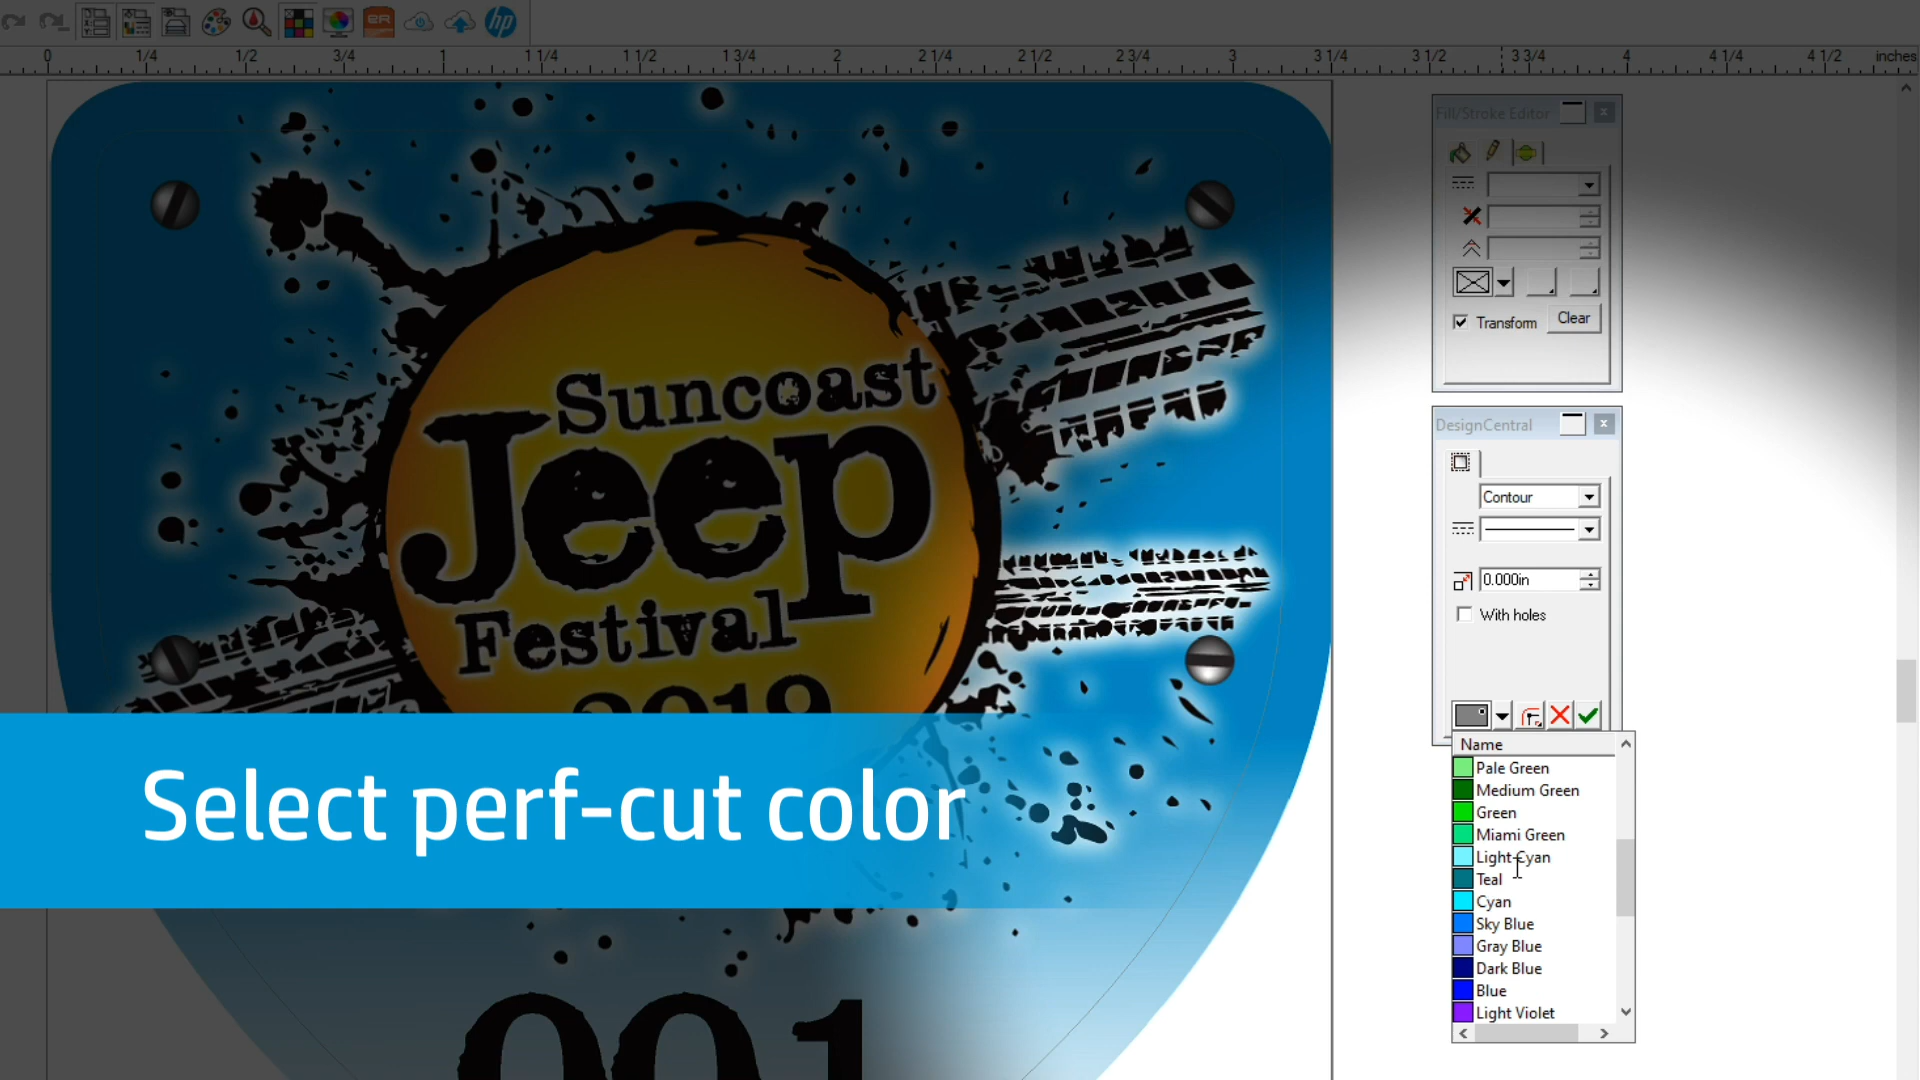 0 1/4 1/2 3/4 1 1 1/4 1 1/2 1 3/4 2 2 1/4 2 1/2 2 3/4 3 3 1/4 3 1/2 3 3/4 4 4 1/4 4 1/2 inches
Fill/Stroke Editor
Transform
Clear
DesignCentral
Contour
0.000in
With holes
Name
Pale Green
Medium Green
Green
Miami Green
Light Cyan
Teal
Cyan
Sky Blue
Gray Blue
Dark Blue
Blue
Light Violet
Suncoast
Jeep
Festival
2019
Select perf-cut color
001
hp